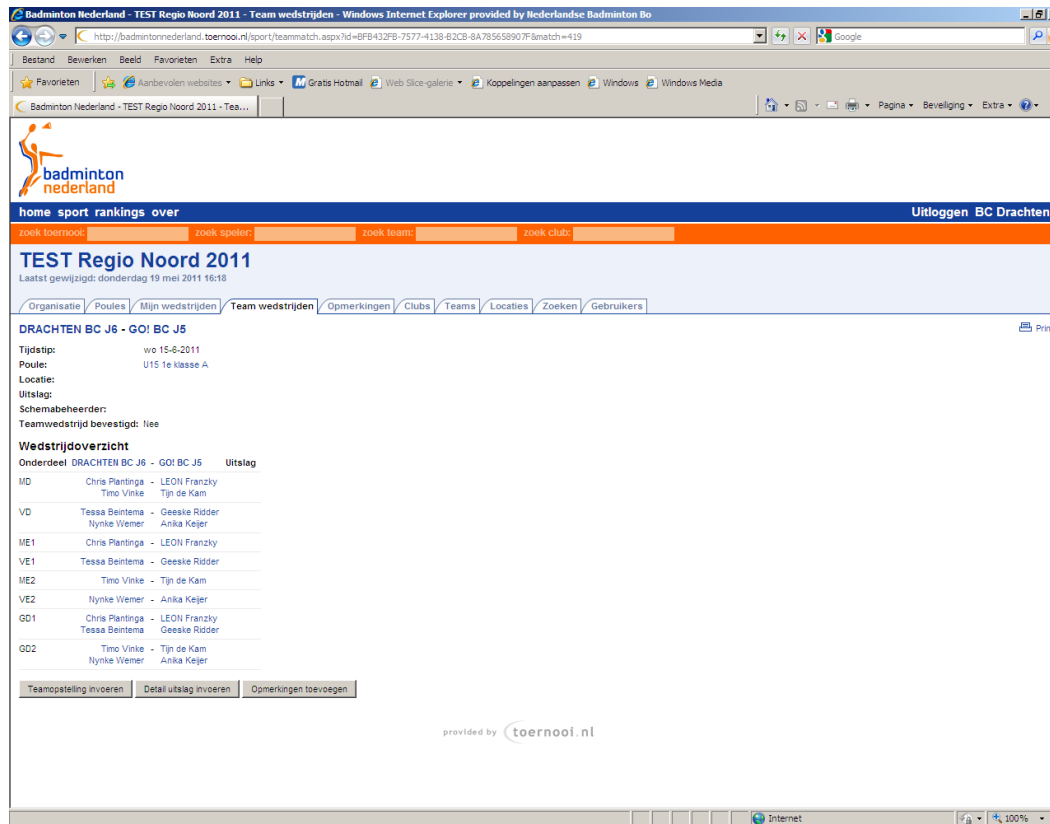 Badminton Nederland - TEST Regio Noord 2011 - Team wedstrijden - Windows Internet Explorer provided by Nederlandse Badminton Bo
http://badmintonnederland.toernooi.nl/sport/teammatch.aspx?id=BFB432FB-7577-4138-B2CB-8A785658907F&match=419 Google
Bestand Bewerken Beeld Favorieten Extra Help
Favorieten Aanbevolen websites Links Gratis Hotmail Web Slice-galerie Koppelingen aanpassen Windows Windows Media
Badminton Nederland - TEST Regio Noord 2011 - Tea... Pagina Beveiliging Extra
badminton
nederland
home sport rankings over Uitloggen BC Drachten
zoek toernooi: zoek speler: zoek team: zoek club:
TEST Regio Noord 2011
Laatst gewijzigd: donderdag 19 mei 2011 16:18
Organisatie Poules Mijn wedstrijden Team wedstrijden Opmerkingen Clubs Teams Locaties Zoeken Gebruikers
DRACHTEN BC J6 - GO! BC J5 Prin
Tijdstip: wo 15-6-2011
Poule: U15 1e klasse A
Locatie:
Uitslag:
Schemabeheerder:
Teamwedstrijd bevestigd: Nee
Wedstrijdoverzicht
Onderdeel DRACHTEN BC J6 - GO! BC J5 Uitslag
MD Chris Plantinga - LEON Franzky
Timo Vinke Tijn de Kam
VD Tessa Beintema - Geeske Ridder
Nynke Wemer Anika Keijer
ME1 Chris Plantinga - LEON Franzky
VE1 Tessa Beintema - Geeske Ridder
ME2 Timo Vinke - Tijn de Kam
VE2 Nynke Wemer - Anika Keijer
GD1 Chris Plantinga - LEON Franzky
Tessa Beintema Geeske Ridder
GD2 Timo Vinke - Tijn de Kam
Nynke Wemer Anika Keijer
Teamopstelling invoeren Detail uitslag invoeren Opmerkingen toevoegen
provided by toernooi.nl
Internet 100%